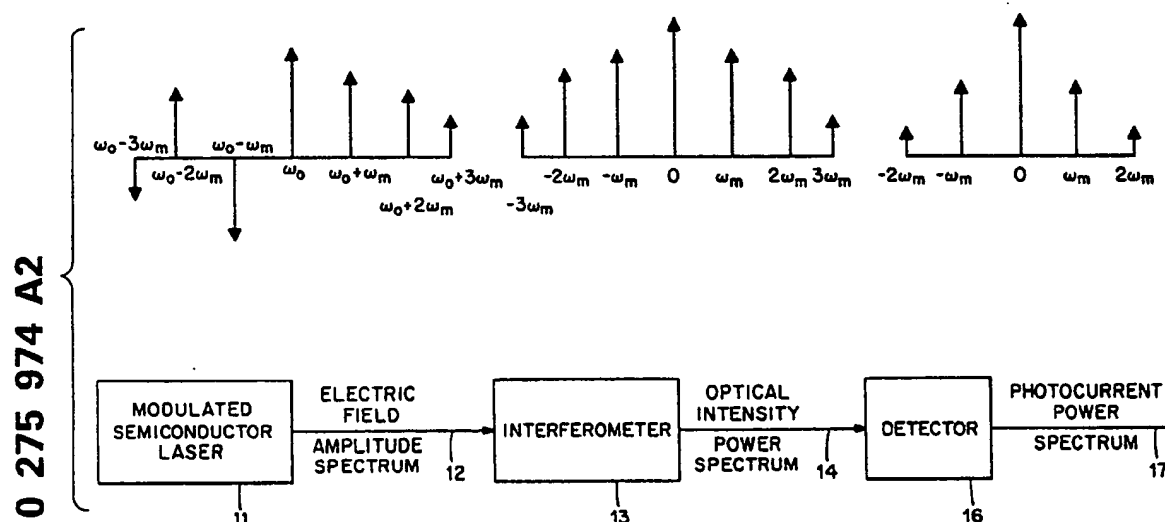 0 275 974 A2
ω₀-3ωₘ ω₀-ωₘ
ω₀-2ωₘ ω₀ ω₀+ωₘ ω₀+3ωₘ
ω₀+2ωₘ
-2ωₘ -ωₘ 0 ωₘ 2ωₘ 3ωₘ
-3ωₘ
-2ωₘ -ωₘ 0 ωₘ 2ωₘ
MODULATED
SEMICONDUCTOR
LASER
11
ELECTRIC
FIELD
AMPLITUDE
SPECTRUM
12
INTERFEROMETER
13
OPTICAL
INTENSITY
POWER
SPECTRUM
14
DETECTOR
16
PHOTOCURRENT
POWER
SPECTRUM
17